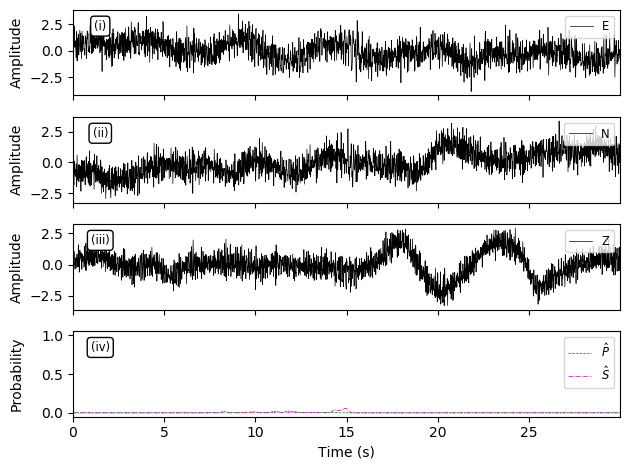 Amplitude
2.5
0.0
−2.5
(i)
E
Amplitude
2.5
0.0
−2.5
(ii)
N
Amplitude
2.5
0.0
−2.5
(iii)
Z
Probability
1.0
0.5
0.0
(iv)
P̂
Ŝ
0 5 10 15 20 25
Time (s)